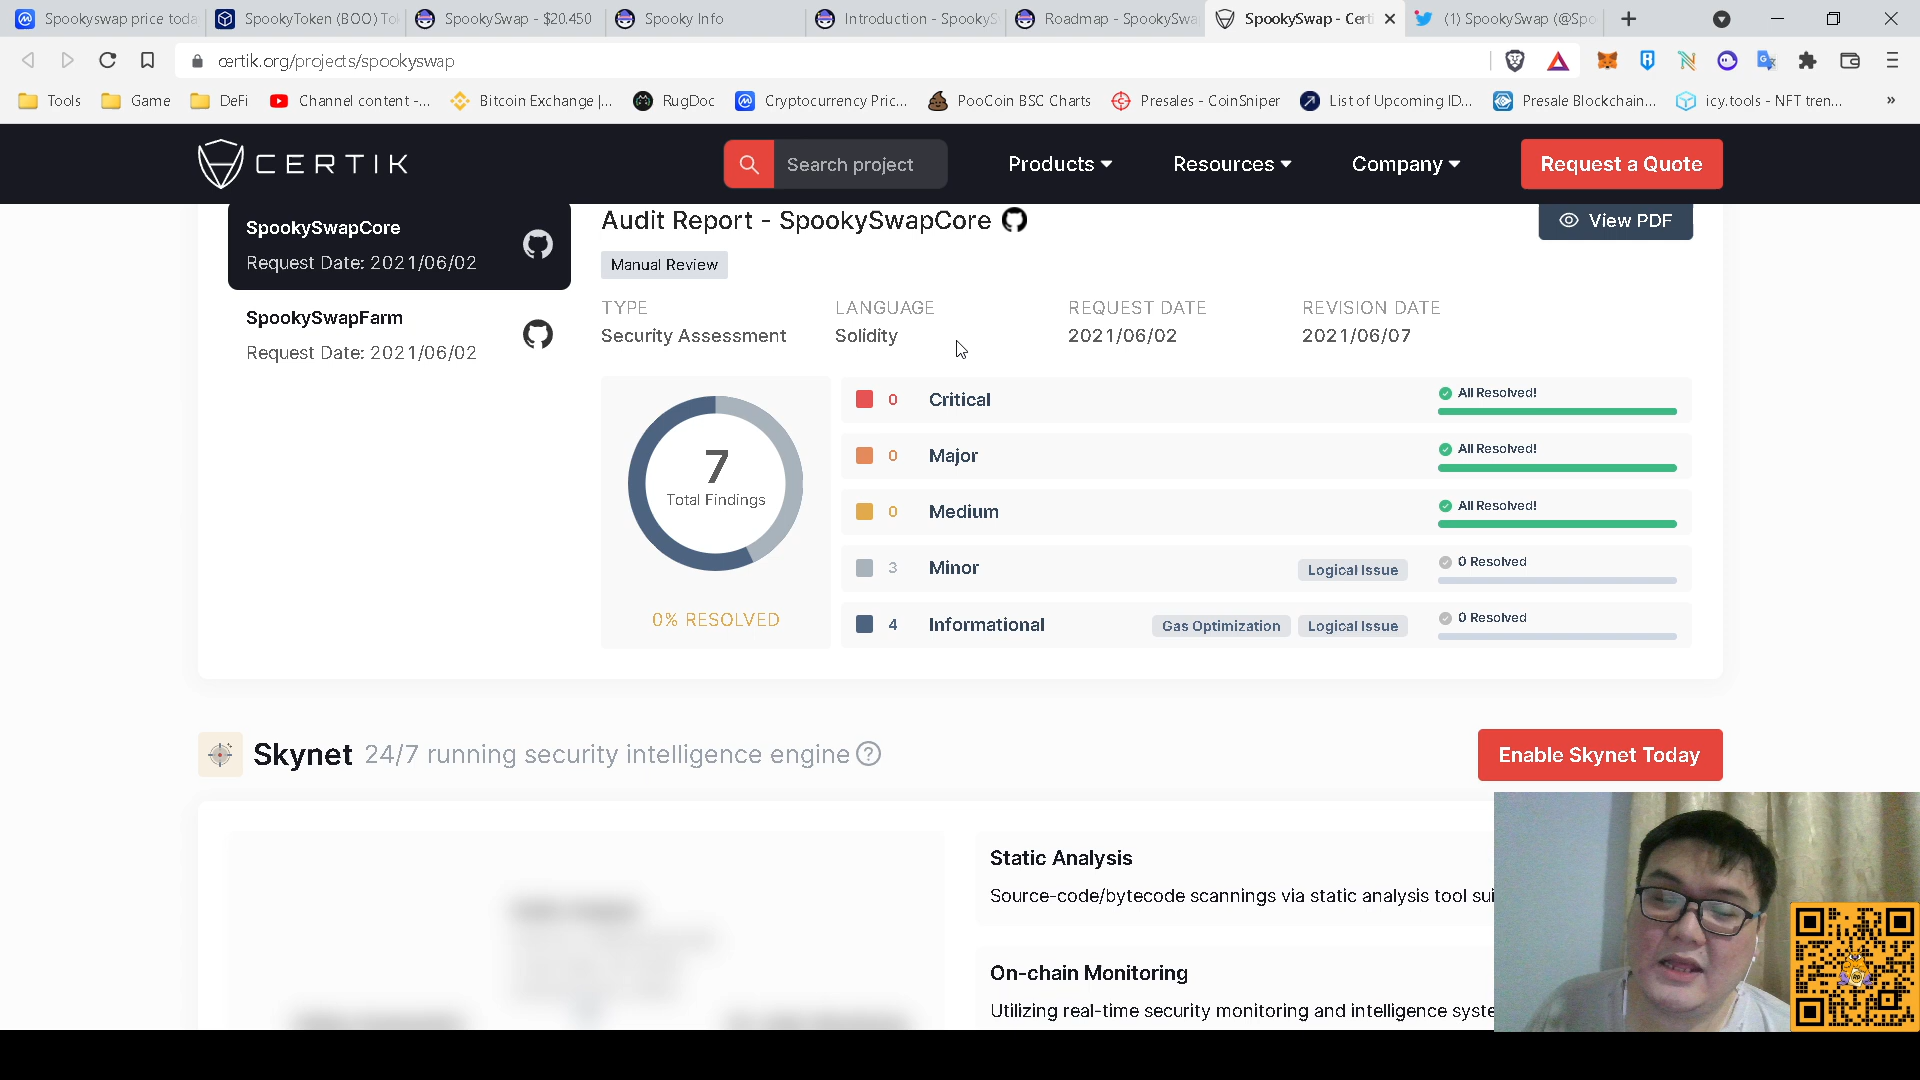 Spookyswap price toda
SpookyToken (BOO) To
SpookySwap - $20.450
Spooky Info
Introduction - SpookyS
Roadmap - SpookySwa
SpookySwap - Certi
(1) SpookySwap (@Spo
certik.org/projects/spookyswap
Tools
Game
DeFi
Channel content -...
Bitcoin Exchange |...
RugDoc
Cryptocurrency Pric...
PooCoin BSC Charts
Presales - CoinSniper
List of Upcoming ID...
Presale Blockchain...
icy.tools - NFT tren...
»
CERTIK
Search project
Products
Resources
Company
Request a Quote
SpookySwapCore
Request Date: 2021/06/02
SpookySwapFarm
Request Date: 2021/06/02
Audit Report - SpookySwapCore
View PDF
Manual Review
TYPE
LANGUAGE
REQUEST DATE
REVISION DATE
Security Assessment
Solidity
2021/06/02
2021/06/07
7
Total Findings
0% RESOLVED
0 Critical
All Resolved!
0 Major
All Resolved!
0 Medium
All Resolved!
3 Minor
Logical Issue
0 Resolved
4 Informational
Gas Optimization
Logical Issue
0 Resolved
Skynet 24/7 running security intelligence engine ?
Enable Skynet Today
Static Analysis
Source-code/bytecode scannings via static analysis tool sui
On-chain Monitoring
Utilizing real-time security monitoring and intelligence syste